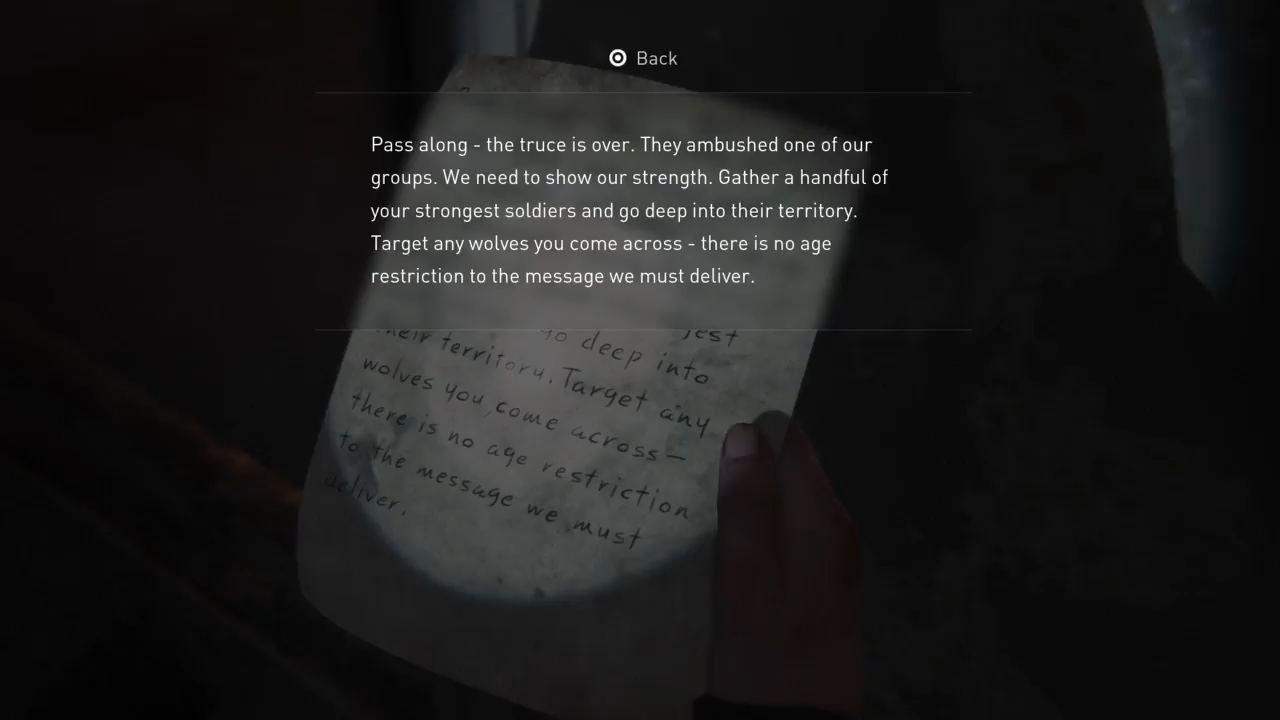 Back
Pass along - the truce is over. They ambushed one of our
groups. We need to show our strength. Gather a handful of
your strongest soldiers and go deep into their territory.
Target any wolves you come across - there is no age
restriction to the message we must deliver.
go deep into
their territory. Target any
wolves you come across—
there is no age restriction
to the message we must
deliver.